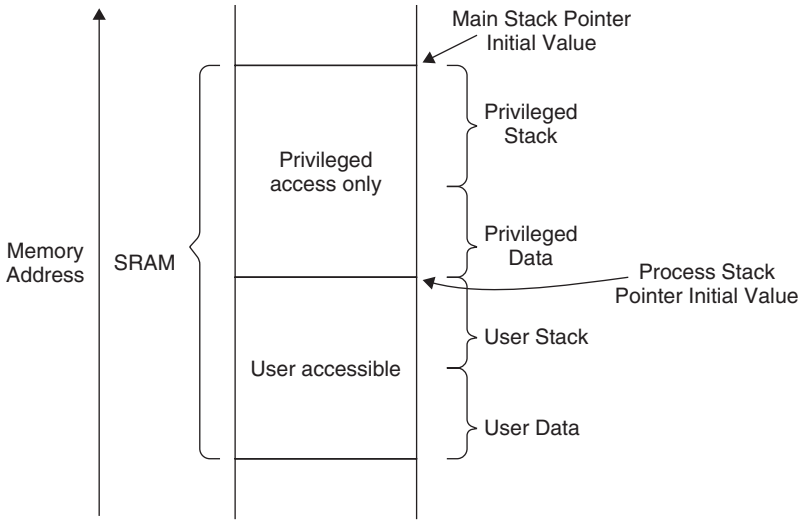 Main Stack Pointer
Initial Value
Privileged
Stack
Privileged
access only
Privileged
Data
Memory
Address
SRAM
Process Stack
Pointer Initial Value
User Stack
User accessible
User Data